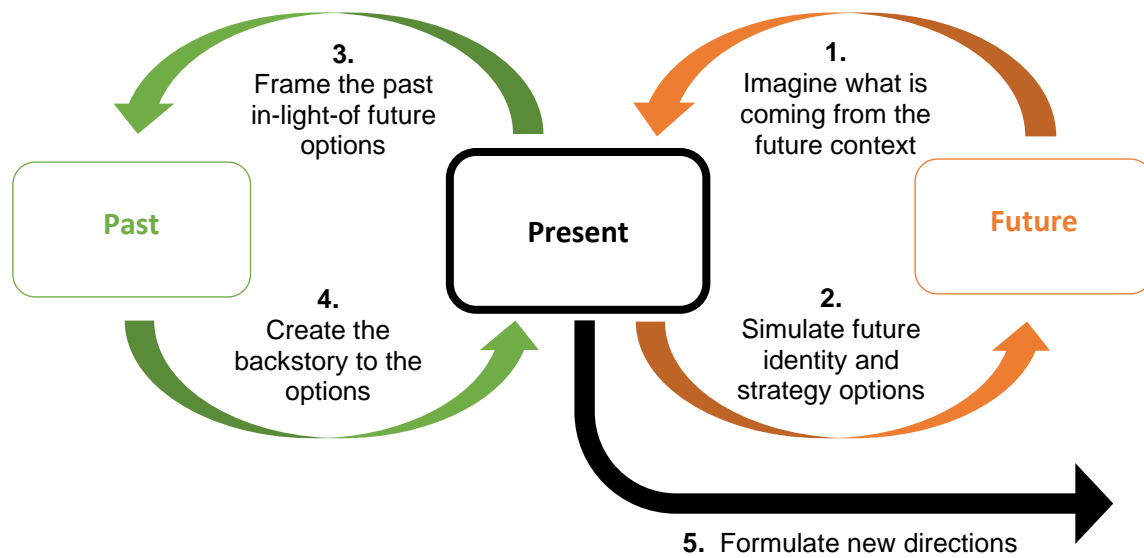 3.
Frame the past
in-light-of future
options
1.
Imagine what is
coming from the
future context
Past
Present
Future
4.
Create the
backstory to the
options
2.
Simulate future
identity and
strategy options
5. Formulate new directions